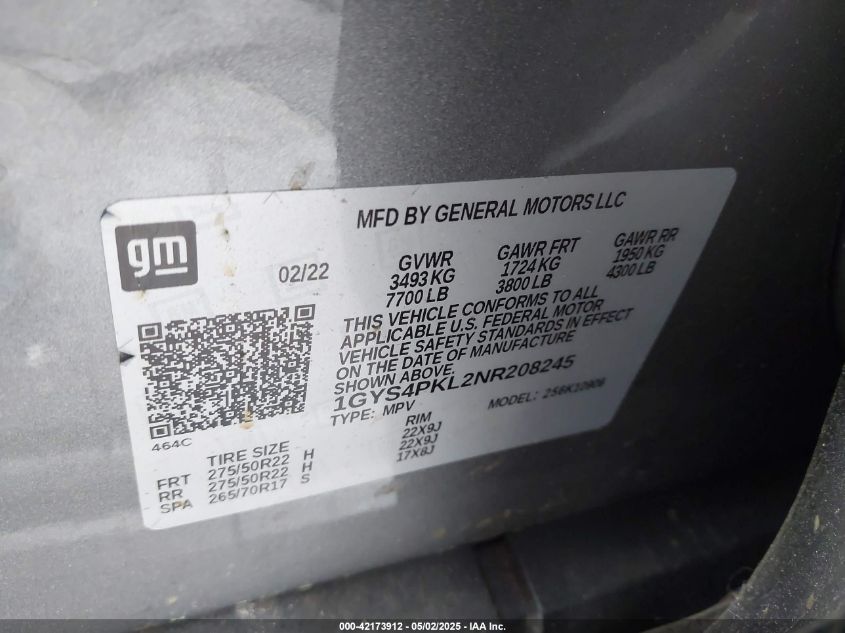 gm
MFD BY GENERAL MOTORS LLC
02/22
GVWR GAWR FRT GAWR RR
3493 KG 1724 KG 1950 KG
7700 LB 3800 LB 4300 LB
THIS VEHICLE CONFORMS TO ALL
APPLICABLE U.S. FEDERAL MOTOR
VEHICLE SAFETY STANDARDS IN EFFECT
ON THE DATE OF MANUFACTURE
SHOWN ABOVE.
1GYS4PKL2NR208245
TYPE: MPV MODEL: 256K10906
464C
TIRE SIZE RIM
FRT 275/50R22 H 22X9J
RR 275/50R22 H 22X9J
SPA 265/70R17 S 17X8J
000-42173912 - 05/02/2025 - IAA Inc.